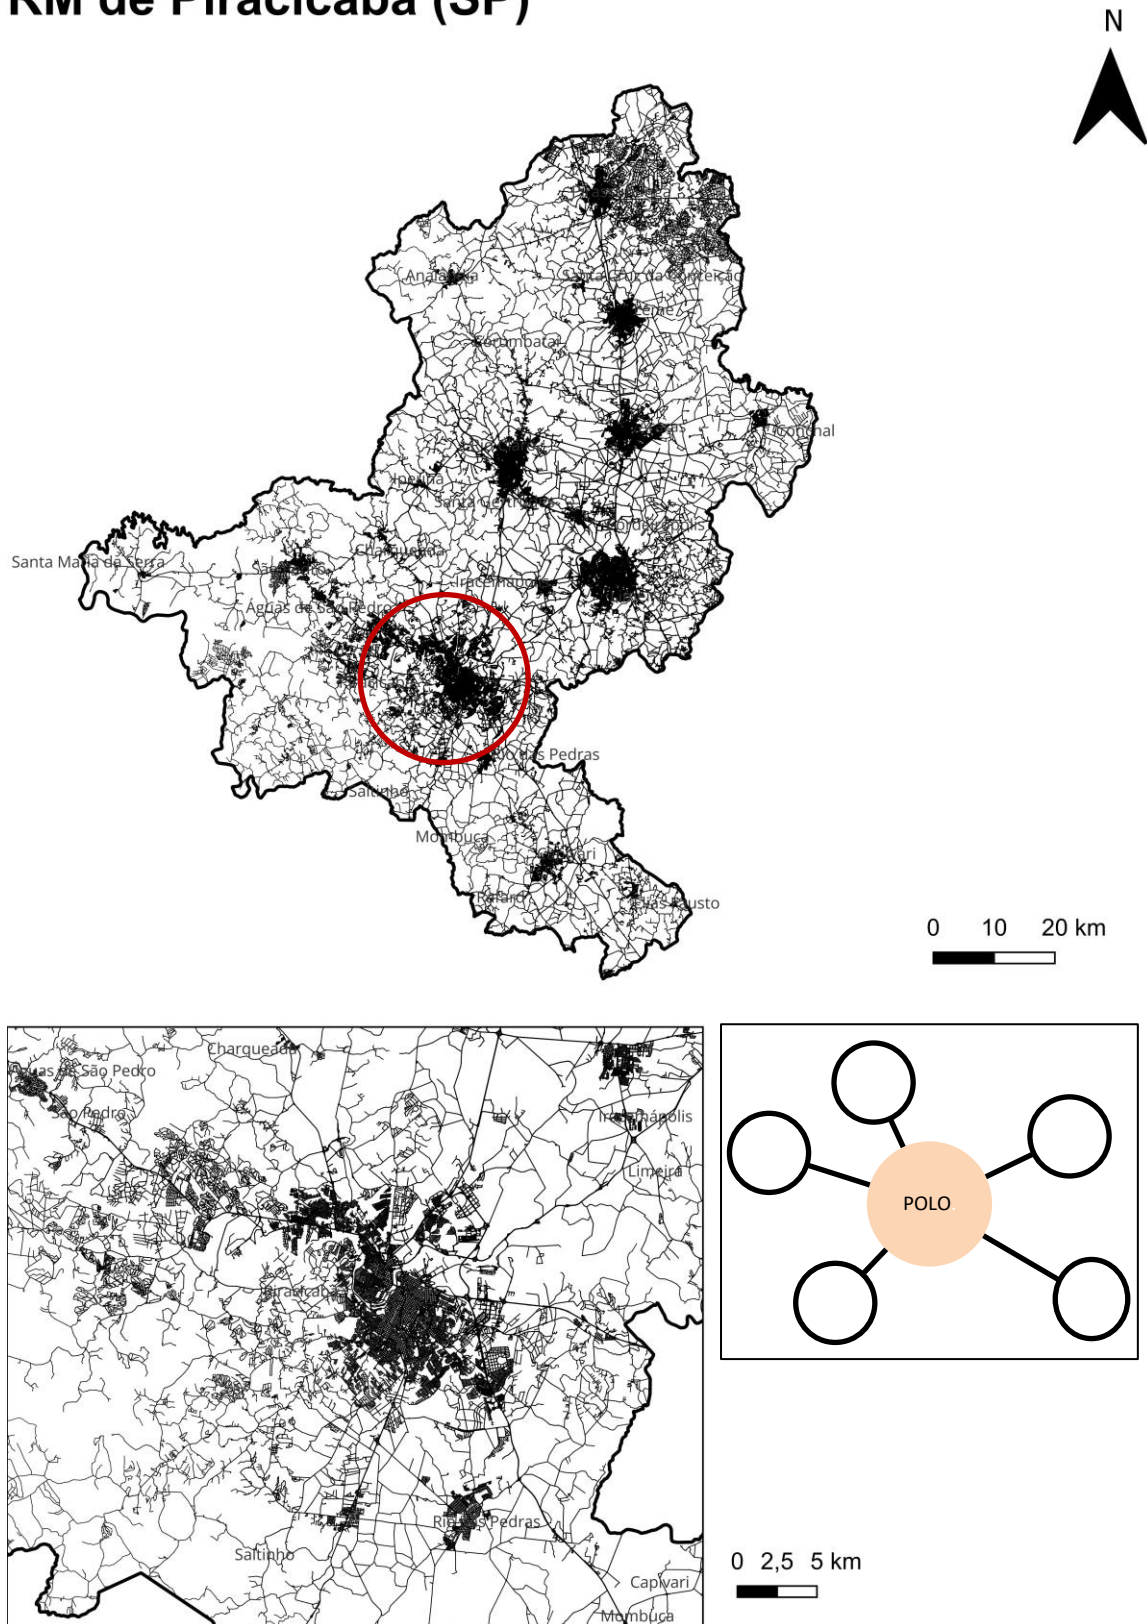 RM de Piracicaba (SP)
N
Analândia
Santa Cruz da Conceição
Leme
Corumbataí
Conchal
Ipeúna
Santa Gertrudes
Cordeirópolis
Charqueada
Santa Maria da Serra
São Pedro
Iracemápolis
Águas de São Pedro
Rio das Pedras
Saltinho
Mombuca
Capivari
Rafard
Elias Fausto
0 10 20 km
Charqueada
Águas de São Pedro
São Pedro
Iracemápolis
Limeira
Piracicaba
POLO
Rio das Pedras
Saltinho
0 2,5 5 km
Capivari
Mombuca